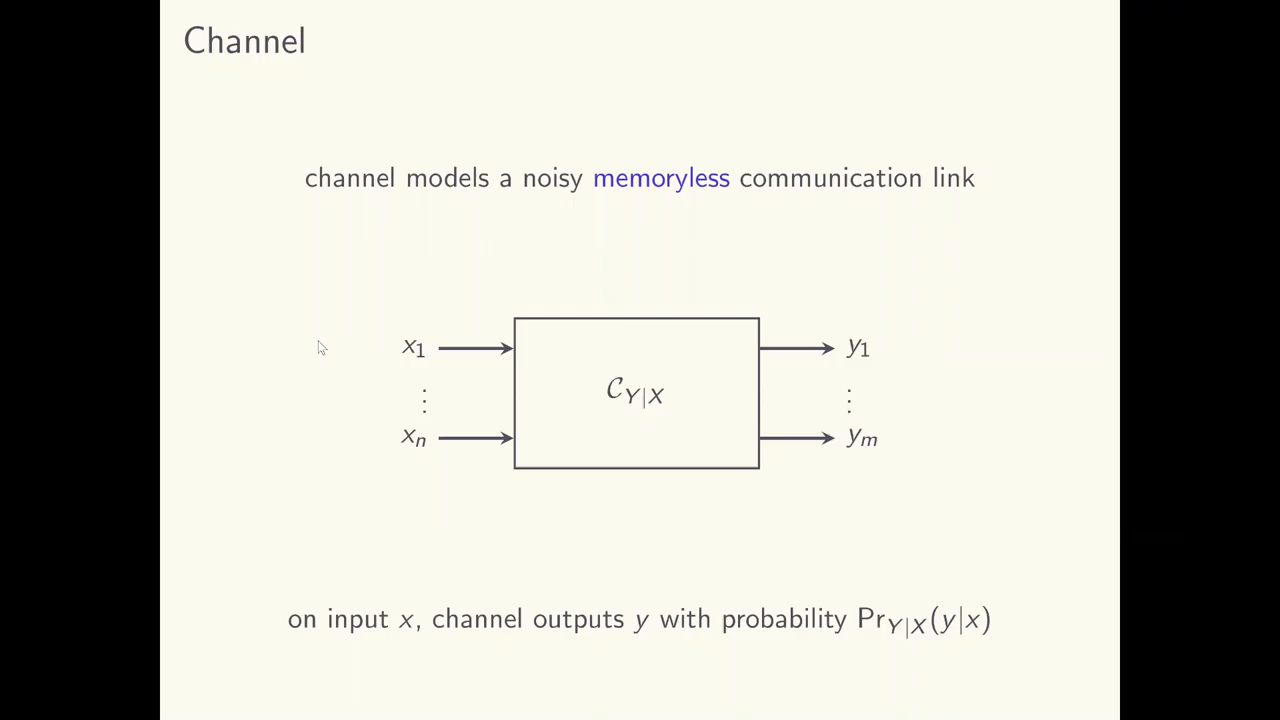 Channel
channel models a noisy memoryless communication link
x₁ y₁
𝒞_{Y|X}
⋮ ⋮
xₙ yₘ
on input x, channel outputs y with probability Pr_{Y|X}(y|x)